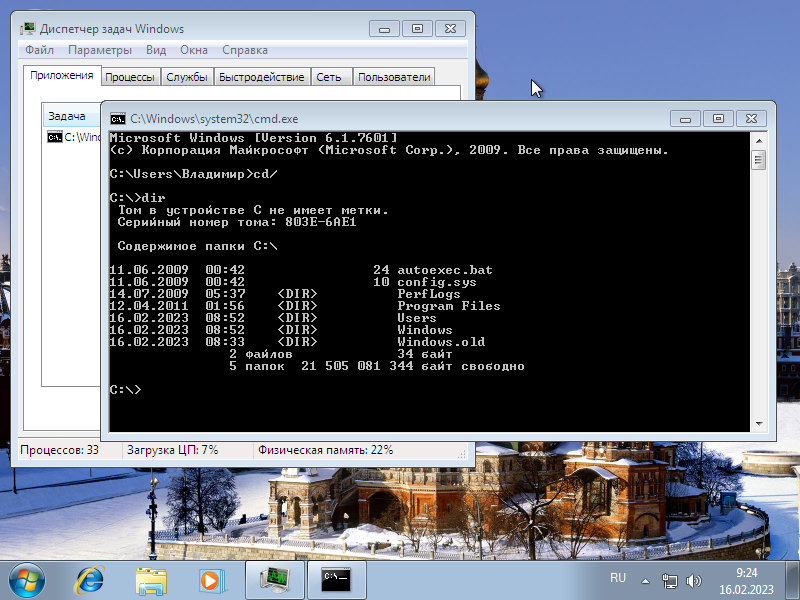 Диспетчер задач Windows
Файл Параметры Вид Окна Справка
Приложения Процессы Службы Быстродействие Сеть Пользователи
Задача
C:\Wind
C:\Windows\system32\cmd.exe
Microsoft Windows [Version 6.1.7601]
(c) Корпорация Майкрософт (Microsoft Corp.), 2009. Все права защищены.
C:\Users\Владимир>cd/
C:\>dir
Том в устройстве C не имеет метки.
Серийный номер тома: 803E-6AE1
Содержимое папки C:\
11.06.2009 00:42 24 autoexec.bat
11.06.2009 00:42 10 config.sys
14.07.2009 05:37 <DIR> PerfLogs
12.04.2011 01:56 <DIR> Program Files
16.02.2023 08:52 <DIR> Users
16.02.2023 08:52 <DIR> Windows
16.02.2023 08:33 <DIR> Windows.old
2 файлов 34 байт
5 папок 21 505 081 344 байт свободно
C:\>
Процессов: 33 Загрузка ЦП: 7% Физическая память: 22%
RU
9:24
16.02.2023